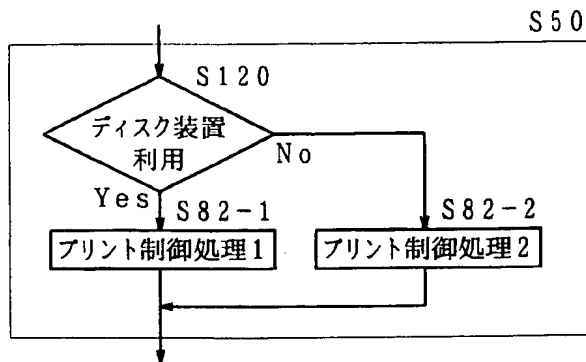 S50
S120
ディスク装置
利用
No
Yes
S82-1
S82-2
プリント制御処理1
プリント制御処理2